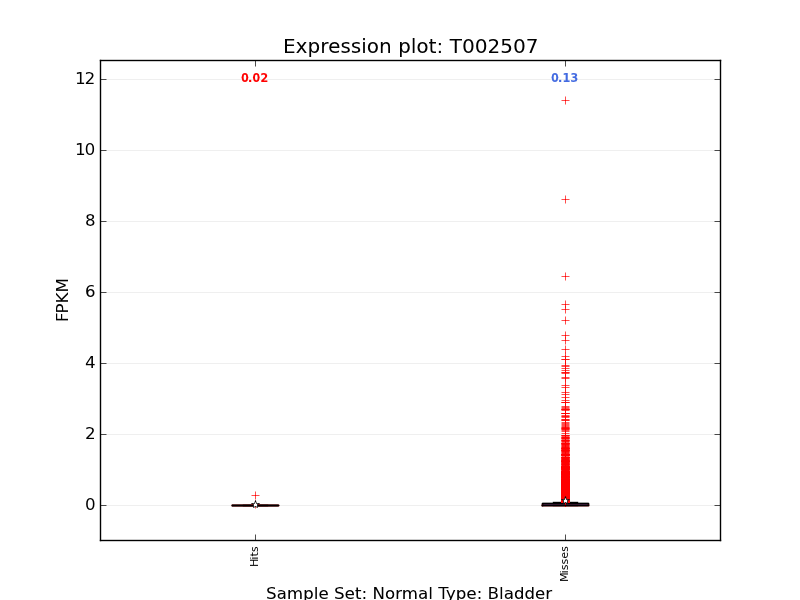 Expression plot: T002507
0.02
0.13
12
10
8
6
4
2
0
FPKM
Hits
Misses
Sample Set: Normal Type: Bladder